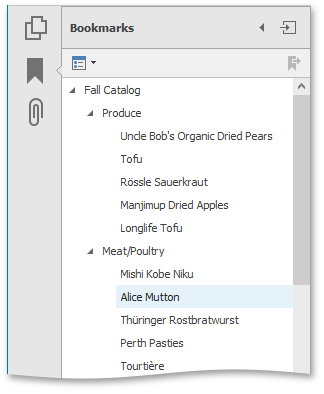 Bookmarks
Fall Catalog
Produce
Uncle Bob's Organic Dried Pears
Tofu
Rössle Sauerkraut
Manjimup Dried Apples
Longlife Tofu
Meat/Poultry
Mishi Kobe Niku
Alice Mutton
Thüringer Rostbratwurst
Perth Pasties
Tourtière